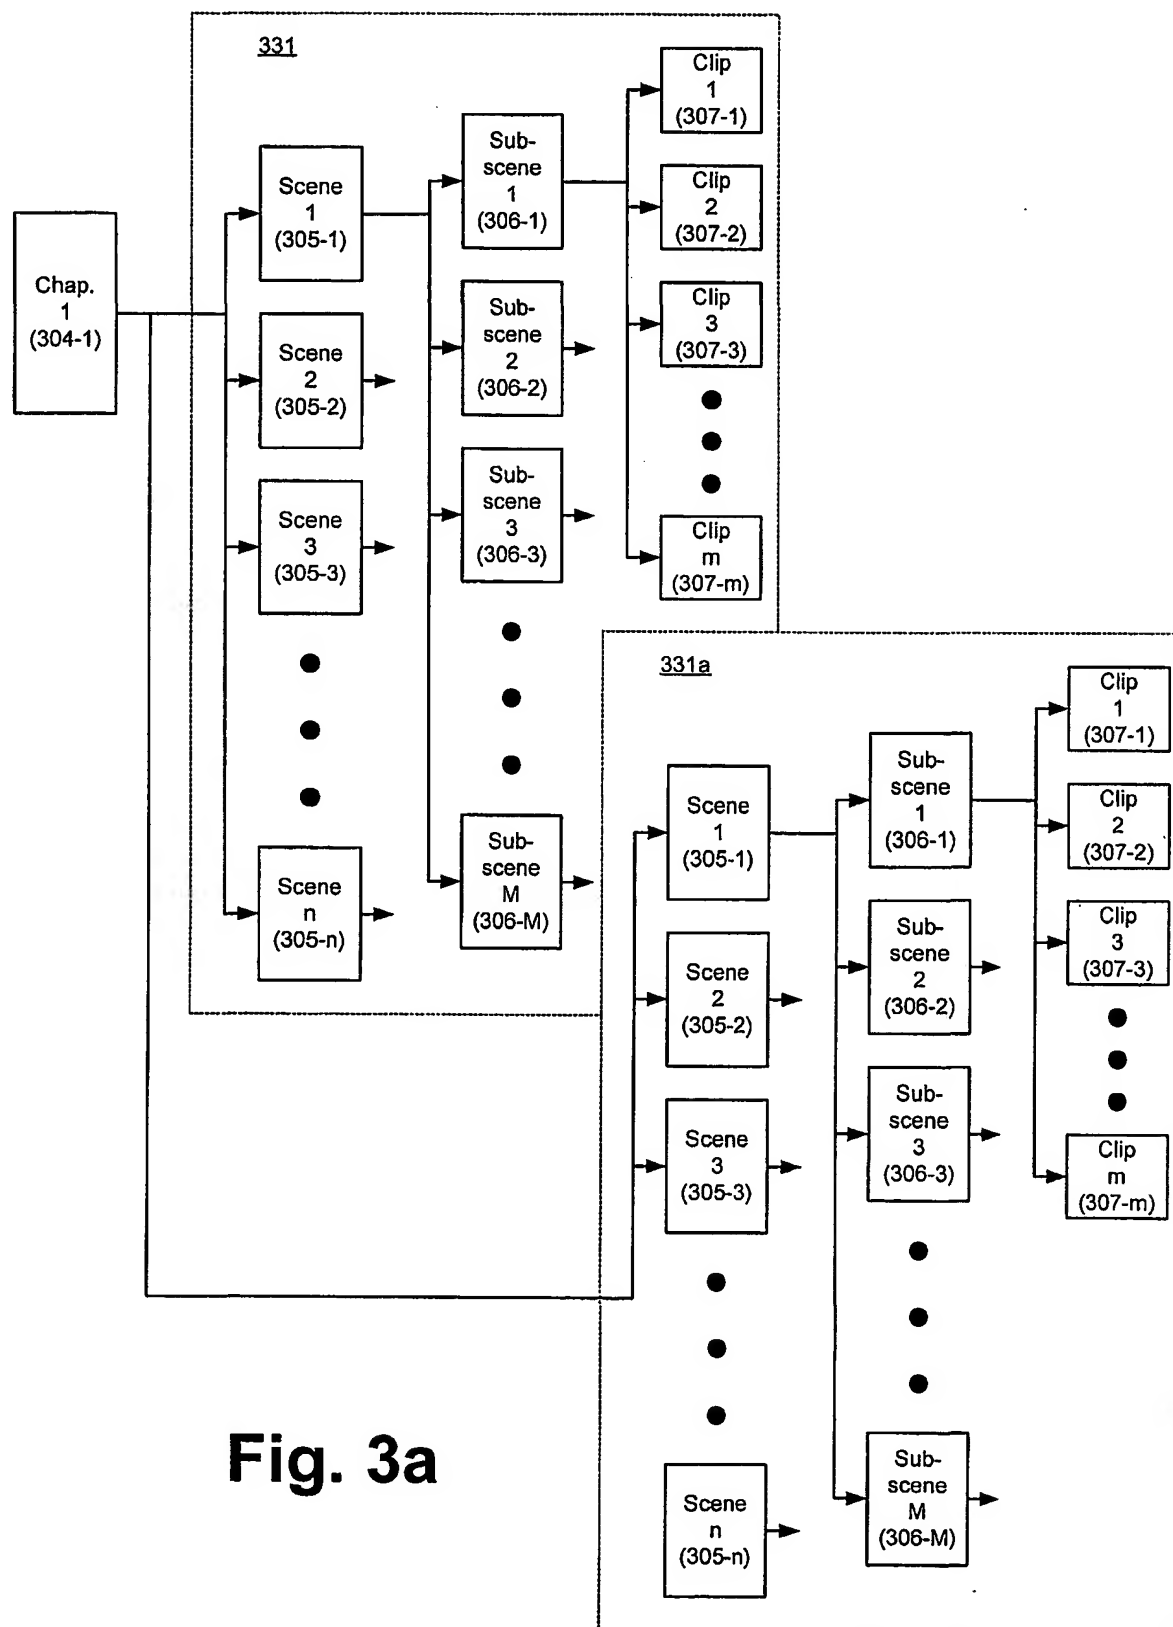 331
Chap.
1
(304-1)
Scene
1
(305-1)
Scene
2
(305-2)
Scene
3
(305-3)
Scene
n
(305-n)
Sub-
scene
1
(306-1)
Sub-
scene
2
(306-2)
Sub-
scene
3
(306-3)
Sub-
scene
M
(306-M)
Clip
1
(307-1)
Clip
2
(307-2)
Clip
3
(307-3)
Clip
m
(307-m)
331a
Scene
1
(305-1)
Scene
2
(305-2)
Scene
3
(305-3)
Scene
n
(305-n)
Sub-
scene
1
(306-1)
Sub-
scene
2
(306-2)
Sub-
scene
3
(306-3)
Sub-
scene
M
(306-M)
Clip
1
(307-1)
Clip
2
(307-2)
Clip
3
(307-3)
Clip
m
(307-m)
Fig. 3a